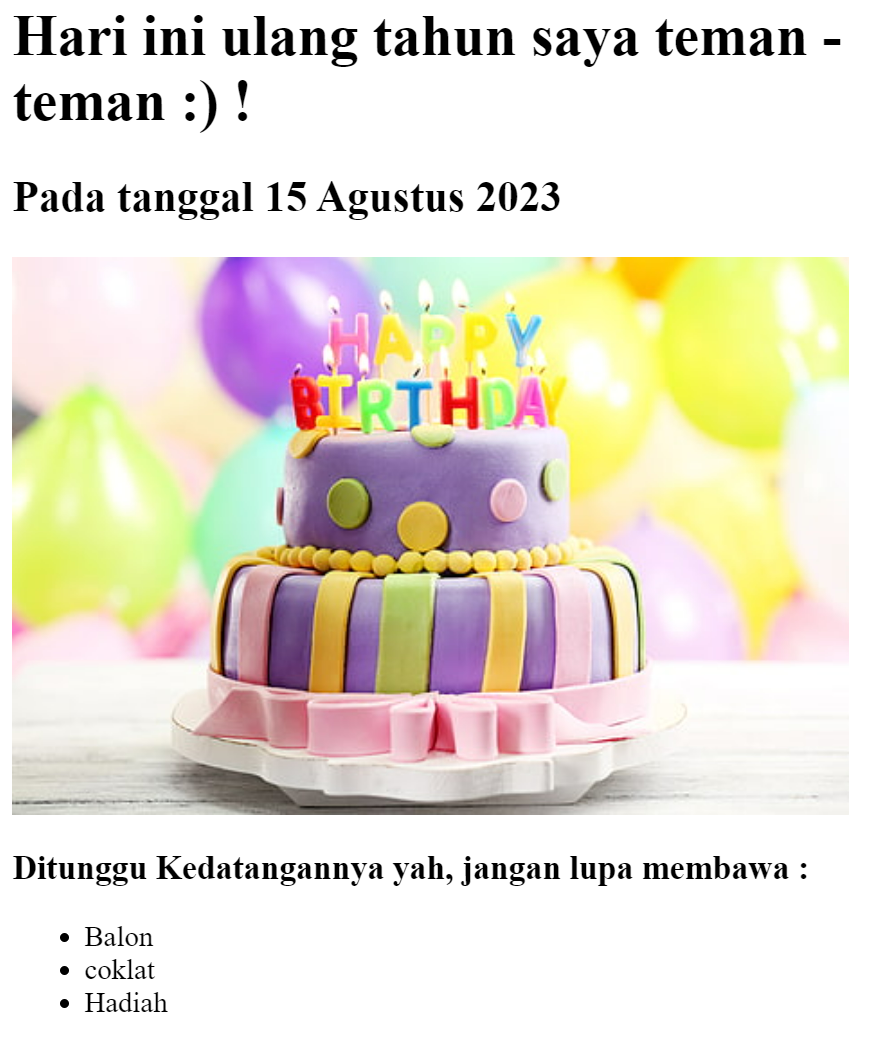 Hari ini ulang tahun saya teman -
teman :) !
Pada tanggal 15 Agustus 2023
HAPPY
BIRTHDAY
Ditunggu Kedatangannya yah, jangan lupa membawa :
• Balon
• coklat
• Hadiah